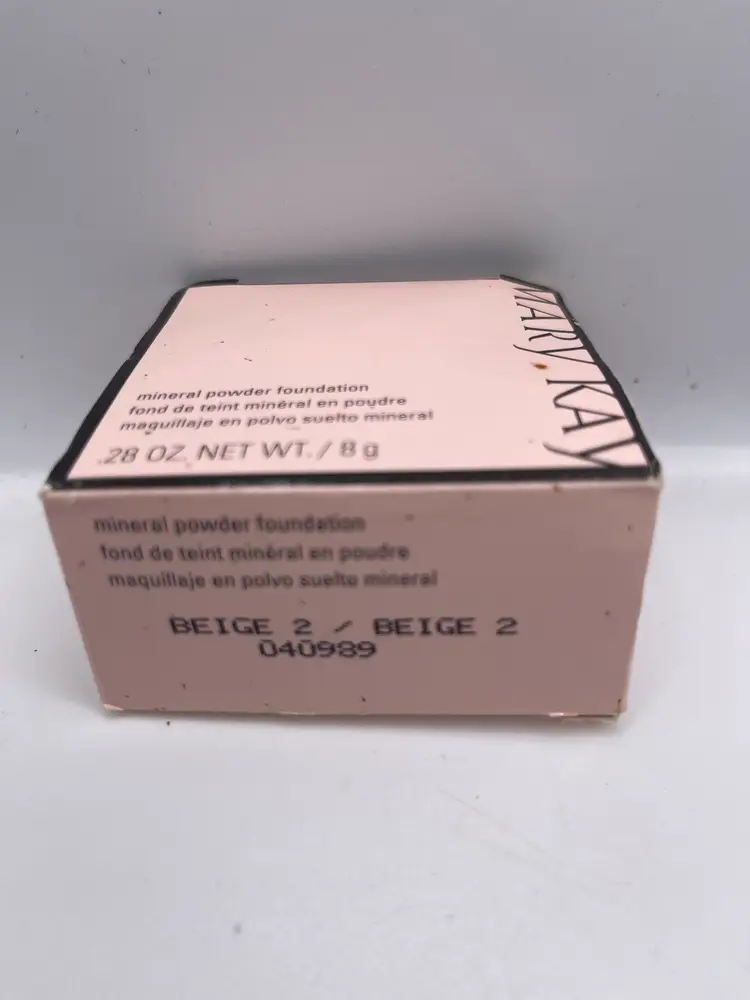 MARY KAY
mineral powder foundation
fond de teint minéral en poudre
maquillaje en polvo suelto mineral
.28 OZ. NET WT. / 8 g
mineral powder foundation
fond de teint minéral en poudre
maquillaje en polvo suelto mineral
BEIGE 2 / BEIGE 2
040989